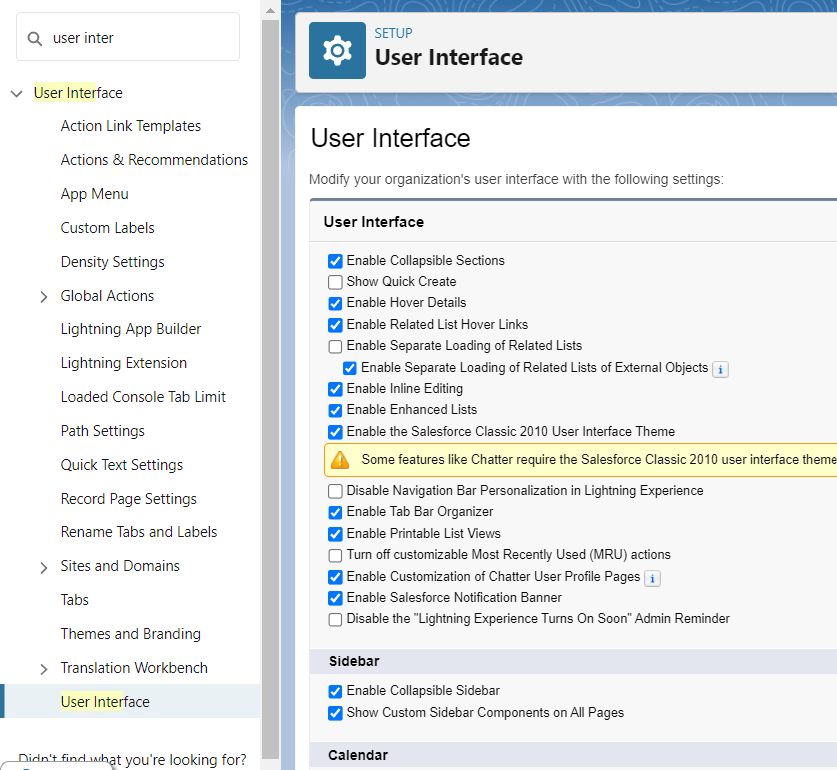 user inter
User Interface
Action Link Templates
Actions & Recommendations
App Menu
Custom Labels
Density Settings
Global Actions
Lightning App Builder
Lightning Extension
Loaded Console Tab Limit
Path Settings
Quick Text Settings
Record Page Settings
Rename Tabs and Labels
Sites and Domains
Tabs
Themes and Branding
Translation Workbench
User Interface
Didn't find what you're looking for?
SETUP
User Interface
User Interface
Modify your organization's user interface with the following settings:
User Interface
Enable Collapsible Sections
Show Quick Create
Enable Hover Details
Enable Related List Hover Links
Enable Separate Loading of Related Lists
Enable Separate Loading of Related Lists of External Objects i
Enable Inline Editing
Enable Enhanced Lists
Enable the Salesforce Classic 2010 User Interface Theme
Some features like Chatter require the Salesforce Classic 2010 user interface theme
Disable Navigation Bar Personalization in Lightning Experience
Enable Tab Bar Organizer
Enable Printable List Views
Turn off customizable Most Recently Used (MRU) actions
Enable Customization of Chatter User Profile Pages i
Enable Salesforce Notification Banner
Disable the "Lightning Experience Turns On Soon" Admin Reminder
Sidebar
Enable Collapsible Sidebar
Show Custom Sidebar Components on All Pages
Calendar